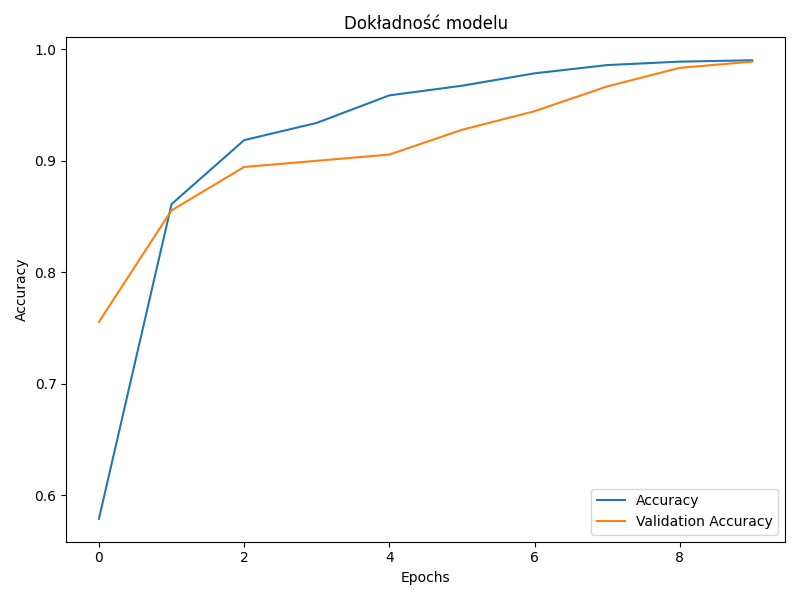 Dokładność modelu
1.0
0.9
0.8
0.7
0.6
Accuracy
Accuracy
Validation Accuracy
0 2 4 6 8
Epochs